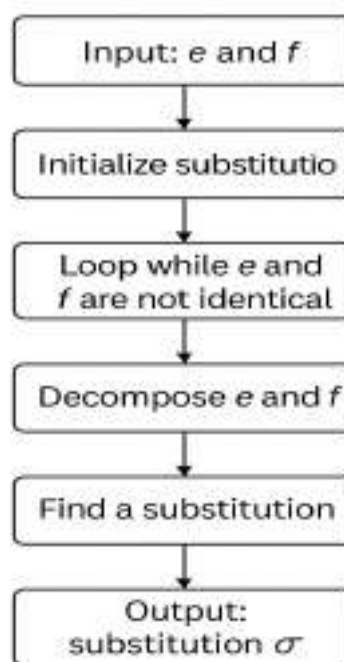 Input: e and f
Initialize substitutio
Loop while e and
f are not identical
Decompose e and f
Find a substitution
Output:
substitution σ